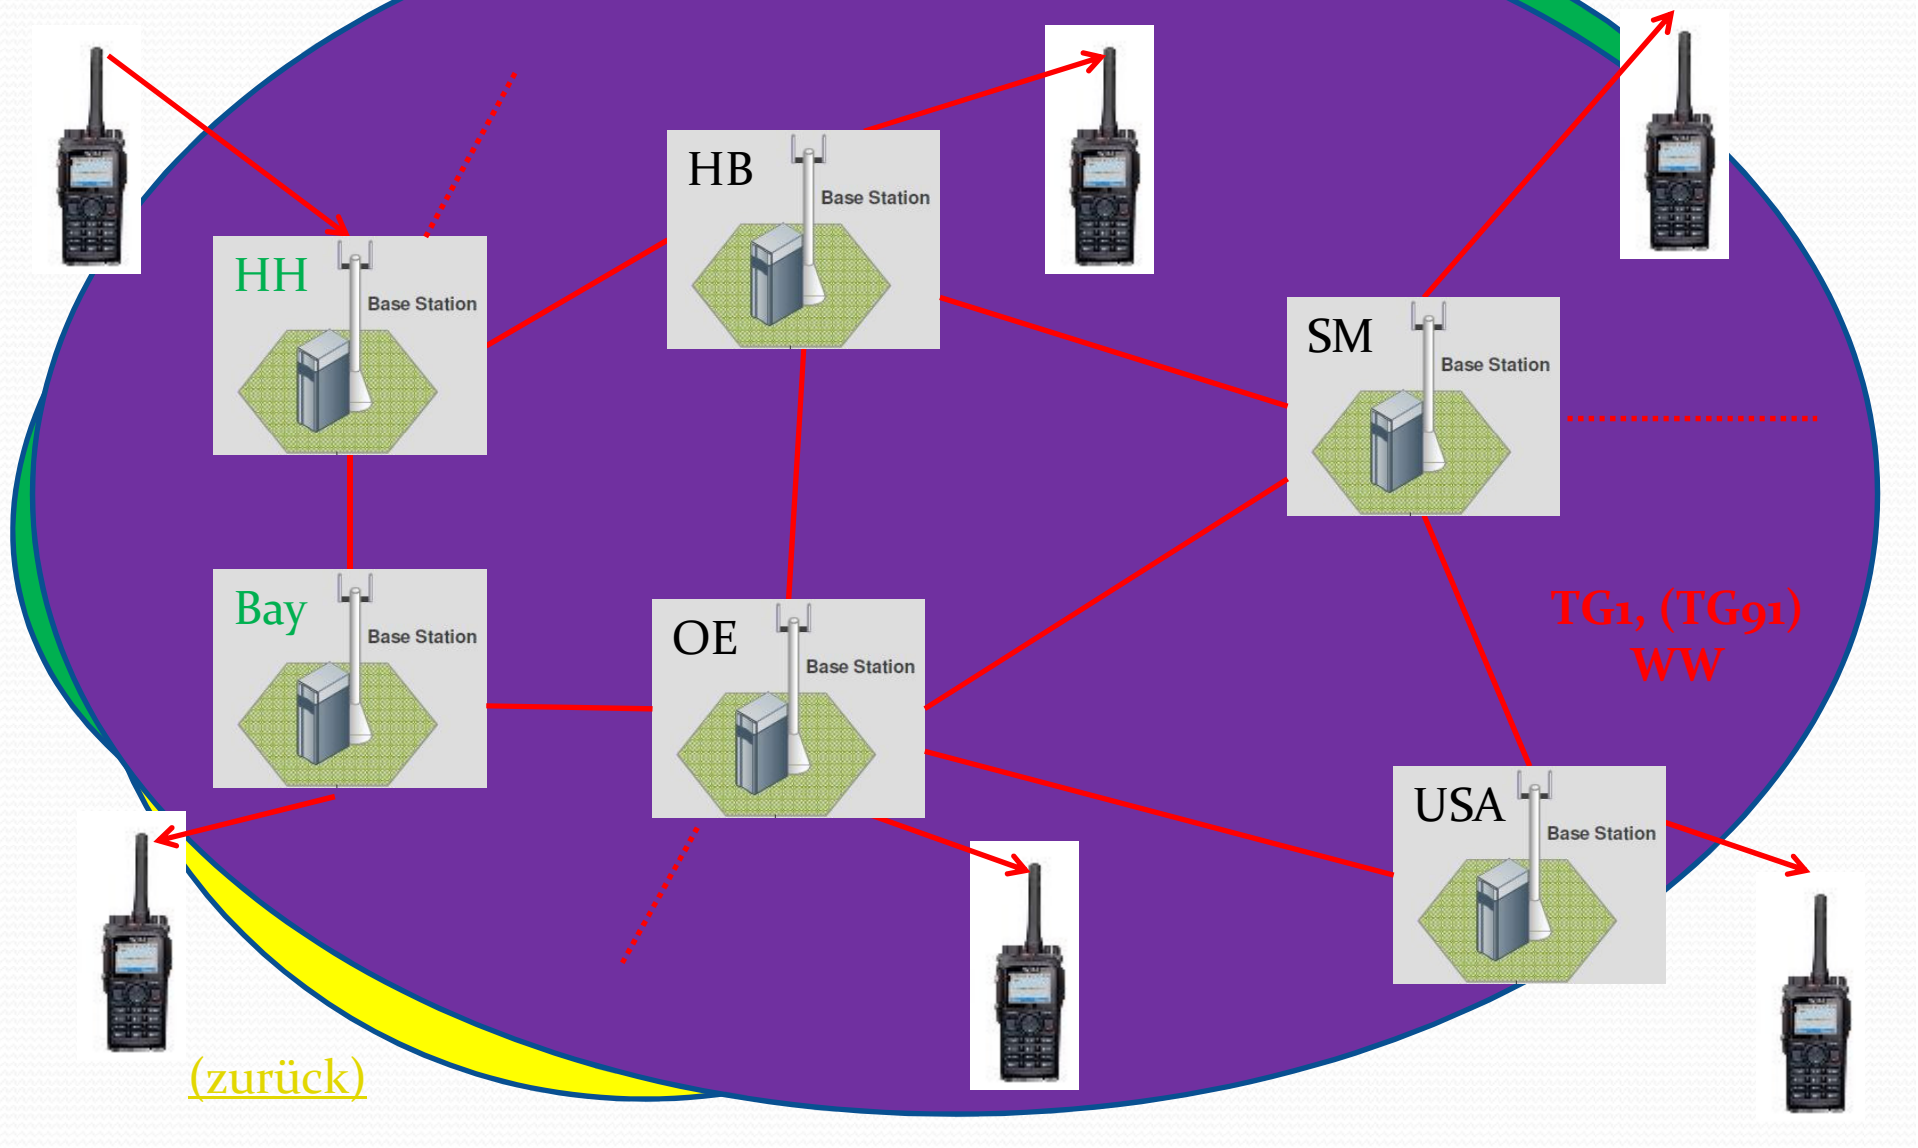 HB
Base Station
HH
Base Station
SM
Base Station
Bay
Base Station
OE
Base Station
TG1, (TG91)
WW
USA
Base Station
(zurück)